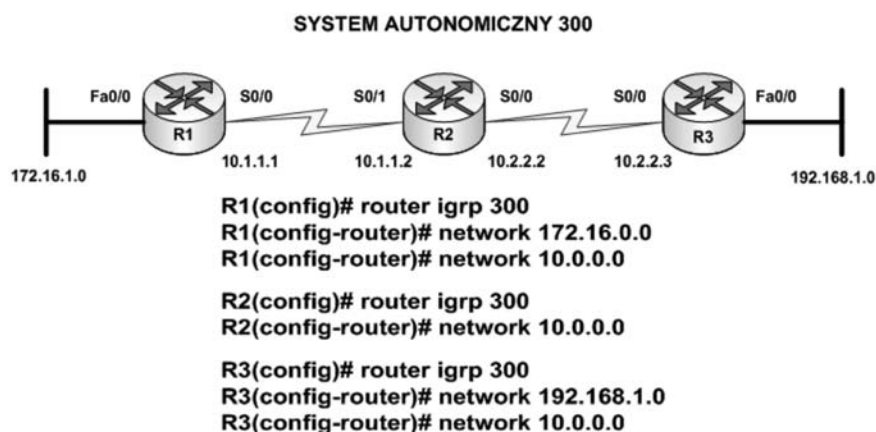 SYSTEM AUTONOMICZNY 300
Fa0/0 S0/0 S0/1 S0/0 S0/0 Fa0/0
R1 R2 R3
172.16.1.0 10.1.1.1 10.1.1.2 10.2.2.2 10.2.2.3 192.168.1.0
R1(config)# router igrp 300
R1(config-router)# network 172.16.0.0
R1(config-router)# network 10.0.0.0
R2(config)# router igrp 300
R2(config-router)# network 10.0.0.0
R3(config)# router igrp 300
R3(config-router)# network 192.168.1.0
R3(config-router)# network 10.0.0.0